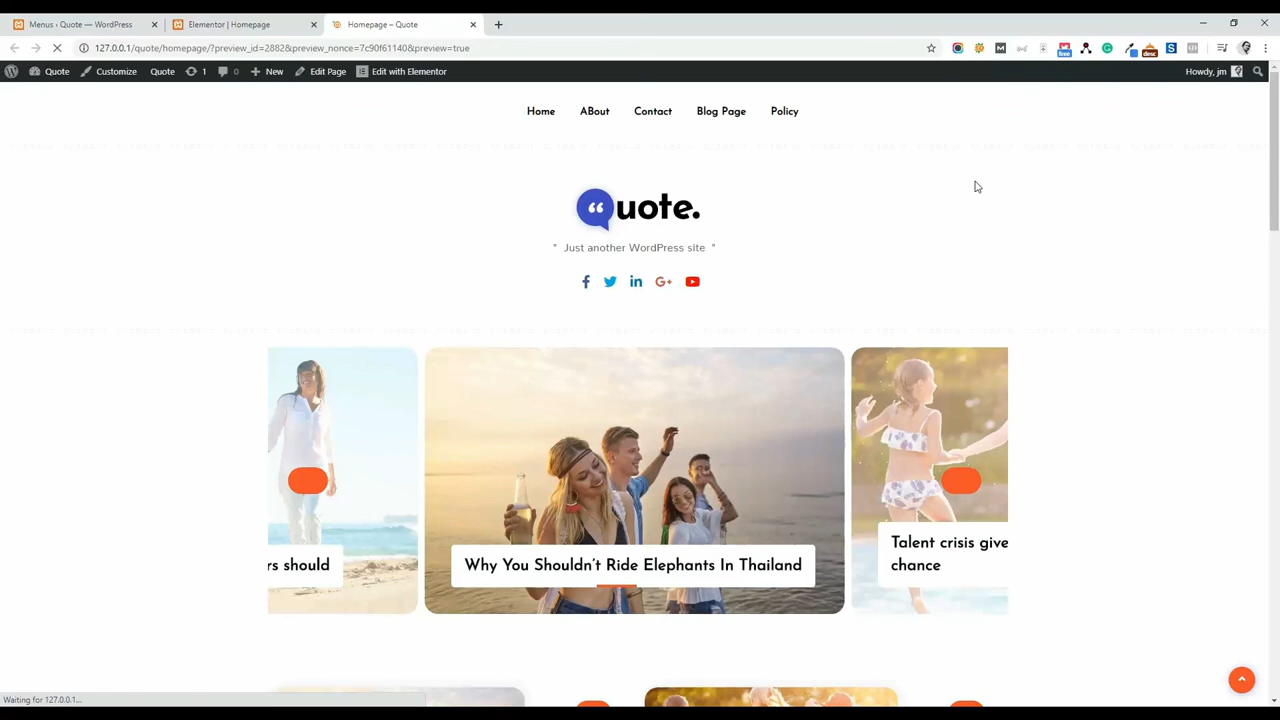 Menus ‹ Quote — WordPress
Elementor | Homepage
Homepage – Quote
127.0.0.1/quote/homepage/?preview_id=2882&preview_nonce=7c90f61140&preview=true
Quote
Customize
Quote
1
0
New
Edit Page
Edit with Elementor
Howdy, jm
Home
ABout
Contact
Blog Page
Policy
“uote.
" Just another WordPress site "
rs should
Why You Shouldn’t Ride Elephants In Thailand
Talent crisis give
chance
Waiting for 127.0.0.1...